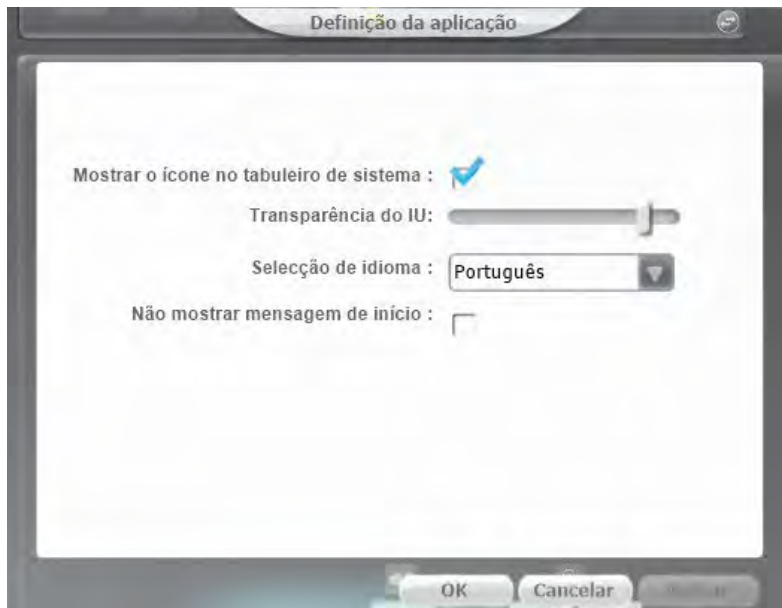 Definição da aplicação
Mostrar o ícone no tabuleiro de sistema :
Transparência do IU:
Selecção de idioma :
Português
Não mostrar mensagem de início :
OK
Cancelar